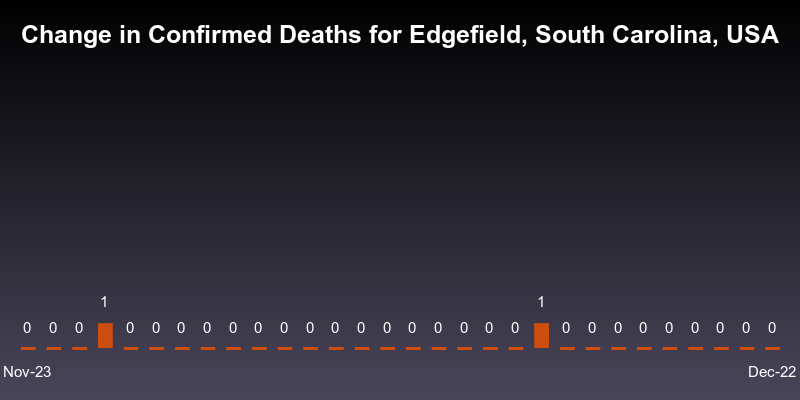 Change in Confirmed Deaths for Edgefield, South Carolina, USA
1 1
0 0 0 0 0 0 0 0 0 0 0 0 0 0 0 0 0 0 0 0 0 0 0 0 0 0 0 0
Nov-23 Dec-22